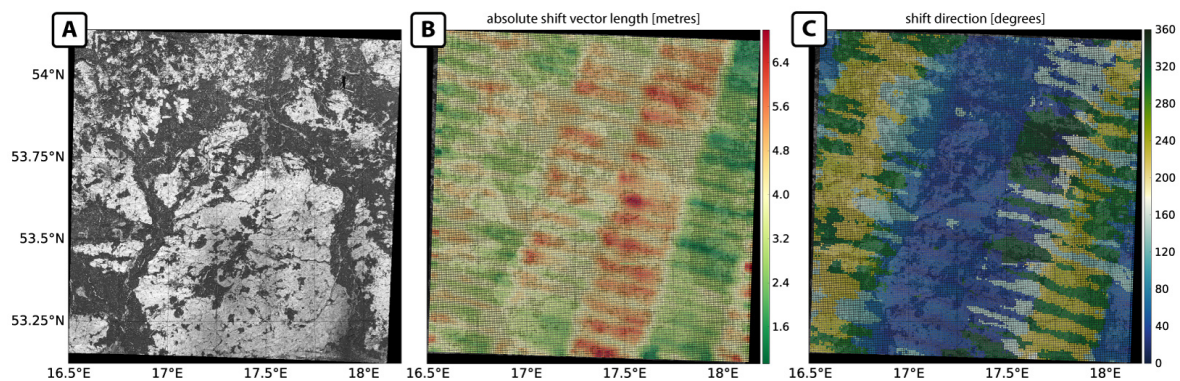 A
B
C
absolute shift vector length [metres]
shift direction [degrees]
54°N
53.75°N
53.5°N
53.25°N
16.5°E 17°E 17.5°E 18°E
6.4
5.6
4.8
4.0
3.2
2.4
1.6
16.5°E 17°E 17.5°E 18°E
360
320
280
240
200
160
120
80
40
0
16.5°E 17°E 17.5°E 18°E